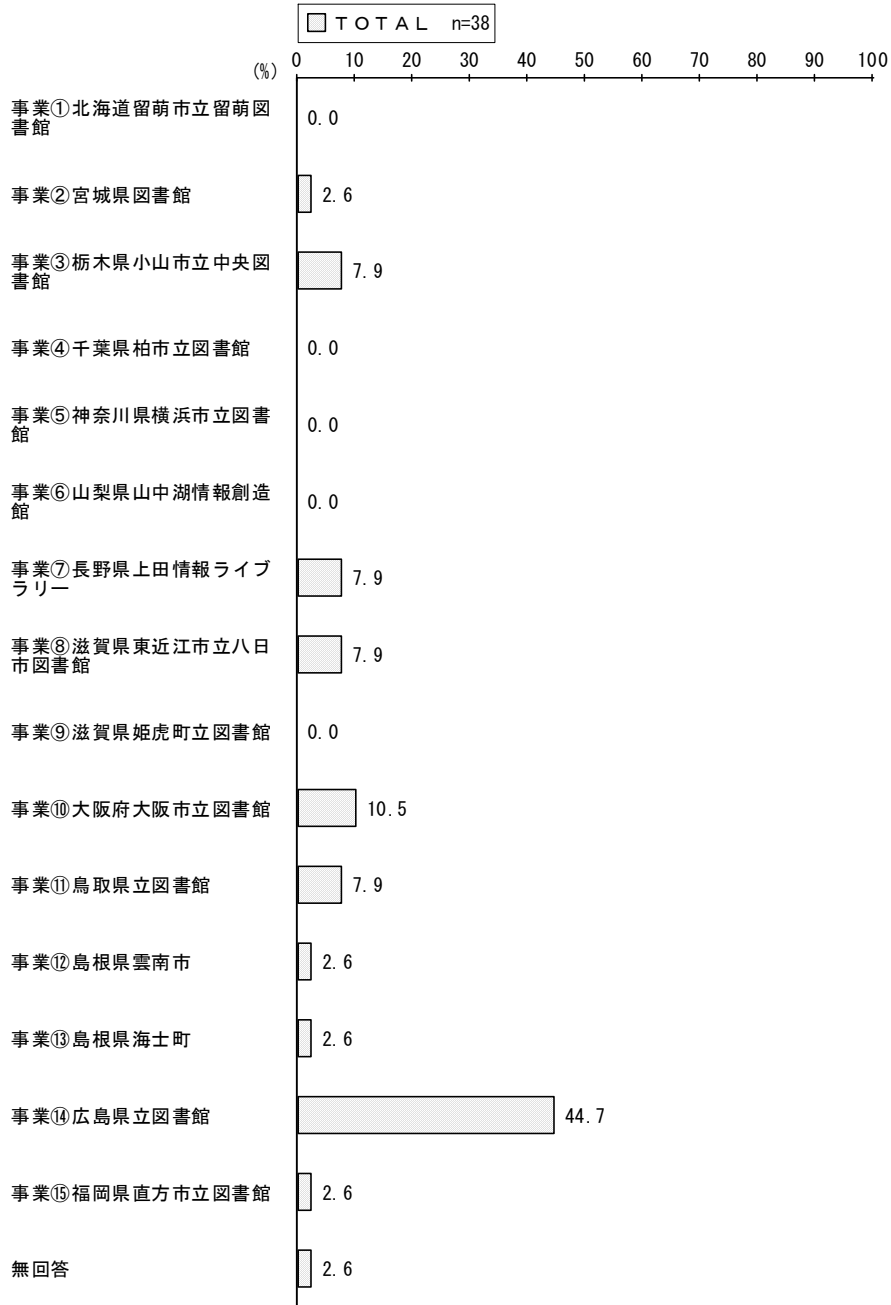 ＴＯＴＡＬ n=38
(%)
0 10 20 30 40 50 60 70 80 90 100
事業①北海道留萌市立留萌図
書館
0.0
事業②宮城県図書館
2.6
事業③栃木県小山市立中央図
書館
7.9
事業④千葉県柏市立図書館
0.0
事業⑤神奈川県横浜市立図書
館
0.0
事業⑥山梨県山中湖情報創造
館
0.0
事業⑦長野県上田情報ライブ
ラリー
7.9
事業⑧滋賀県東近江市立八日
市図書館
7.9
事業⑨滋賀県姫虎町立図書館
0.0
事業⑩大阪府大阪市立図書館
10.5
事業⑪鳥取県立図書館
7.9
事業⑫島根県雲南市
2.6
事業⑬島根県海士町
2.6
事業⑭広島県立図書館
44.7
事業⑮福岡県直方市立図書館
2.6
無回答
2.6